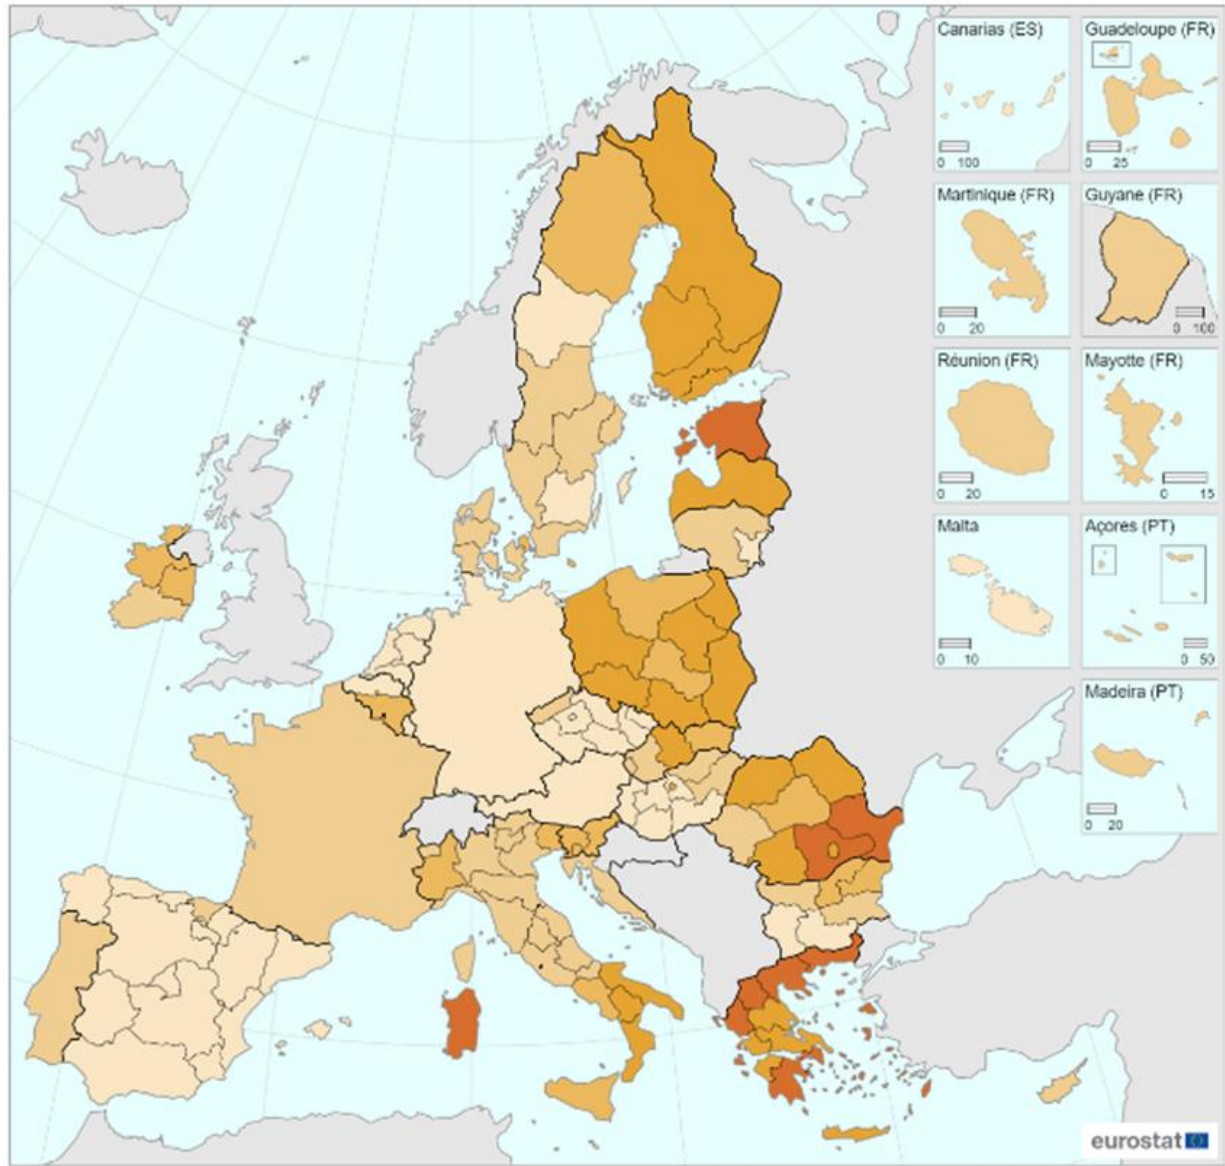 Canarias (ES)
0 100
Guadeloupe (FR)
0 25
Martinique (FR)
0 20
Guyane (FR)
0 100
Réunion (FR)
0 20
Mayotte (FR)
0 15
Malta
0 10
Açores (PT)
0 50
Madeira (PT)
0 20
eurostat